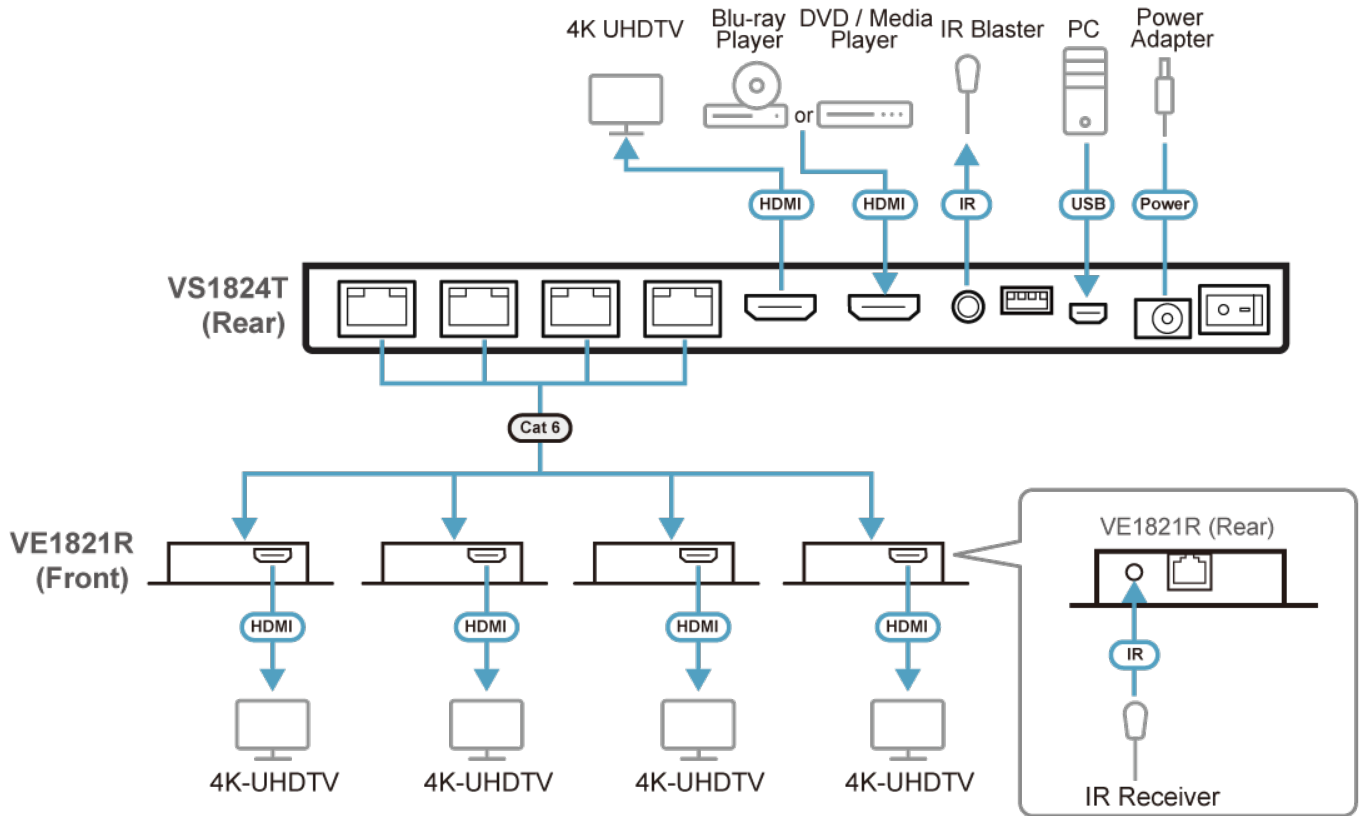 4K UHDTV
Blu-ray
Player
or
DVD / Media
Player
IR Blaster
PC
Power
Adapter
HDMI
HDMI
IR
USB
Power
VS1824T
(Rear)
Cat 6
VE1821R
(Front)
HDMI
HDMI
HDMI
HDMI
4K-UHDTV
4K-UHDTV
4K-UHDTV
4K-UHDTV
VE1821R (Rear)
IR
IR Receiver